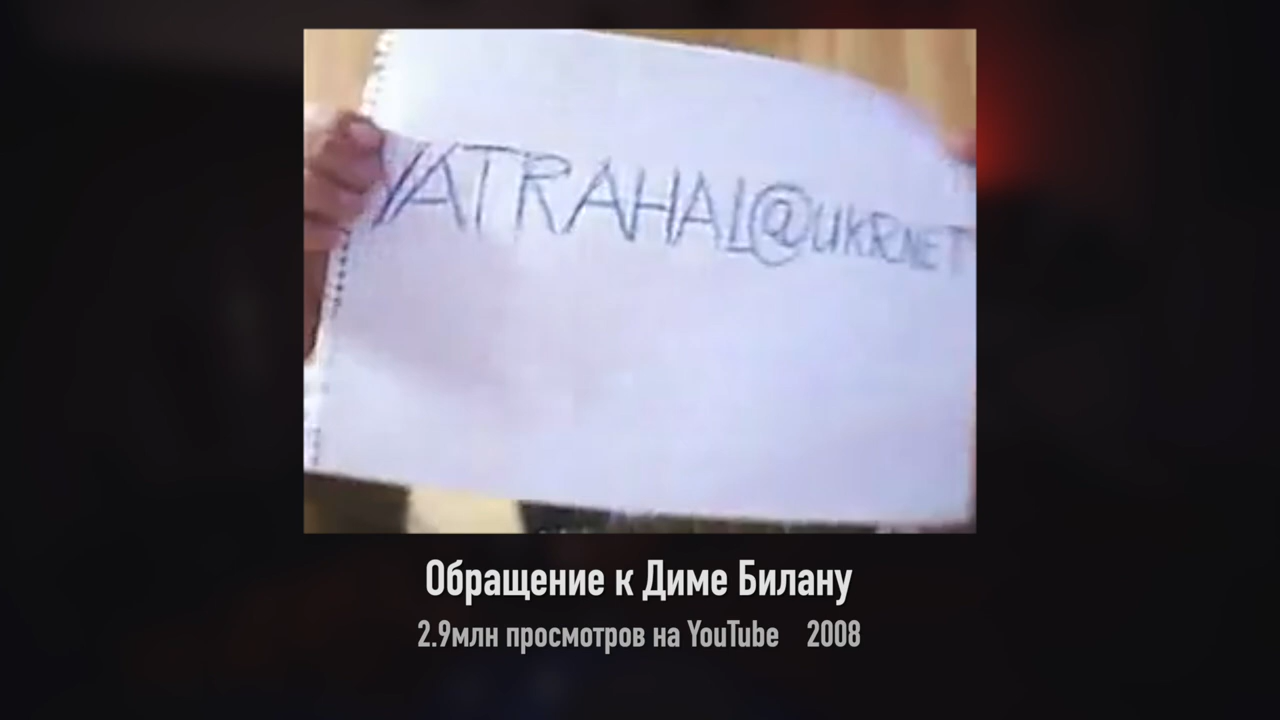 YATRAHAL@UKRNET
Обращение к Диме Билану
2.9млн просмотров на YouTube 2008